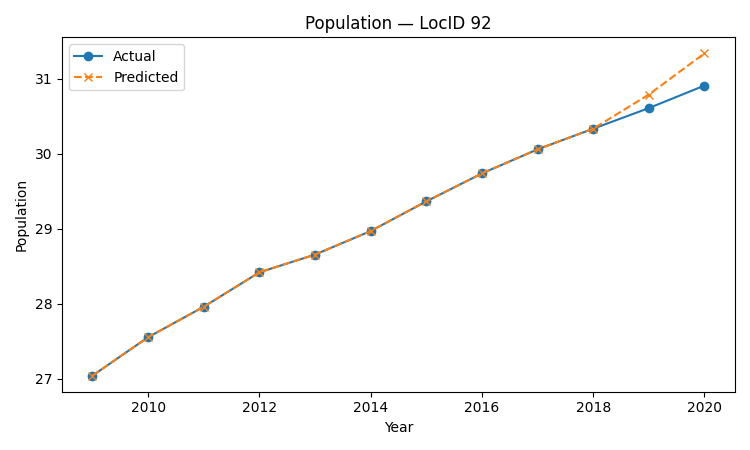 Population — LocID 92
Actual
Predicted
Population
31
30
29
28
27
2010 2012 2014 2016 2018 2020
Year